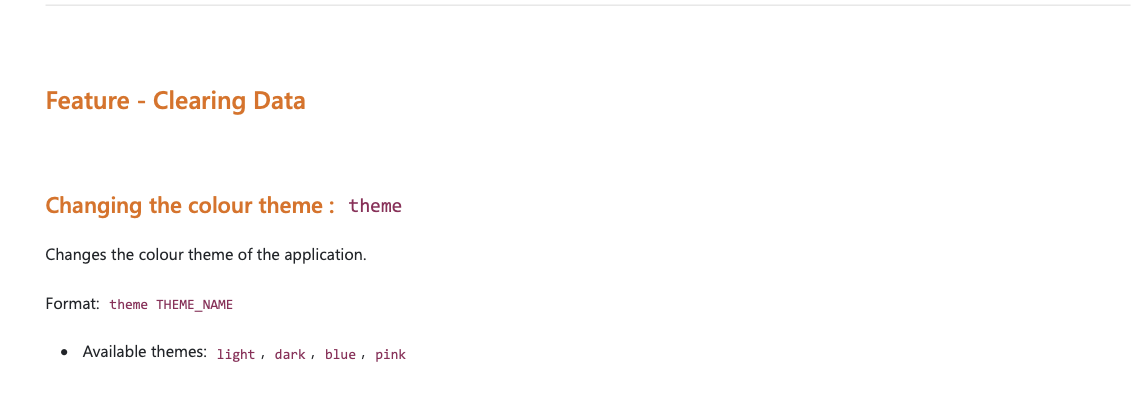 Feature - Clearing Data
Changing the colour theme : theme
Changes the colour theme of the application.
Format: theme THEME_NAME
• Available themes: light , dark , blue , pink